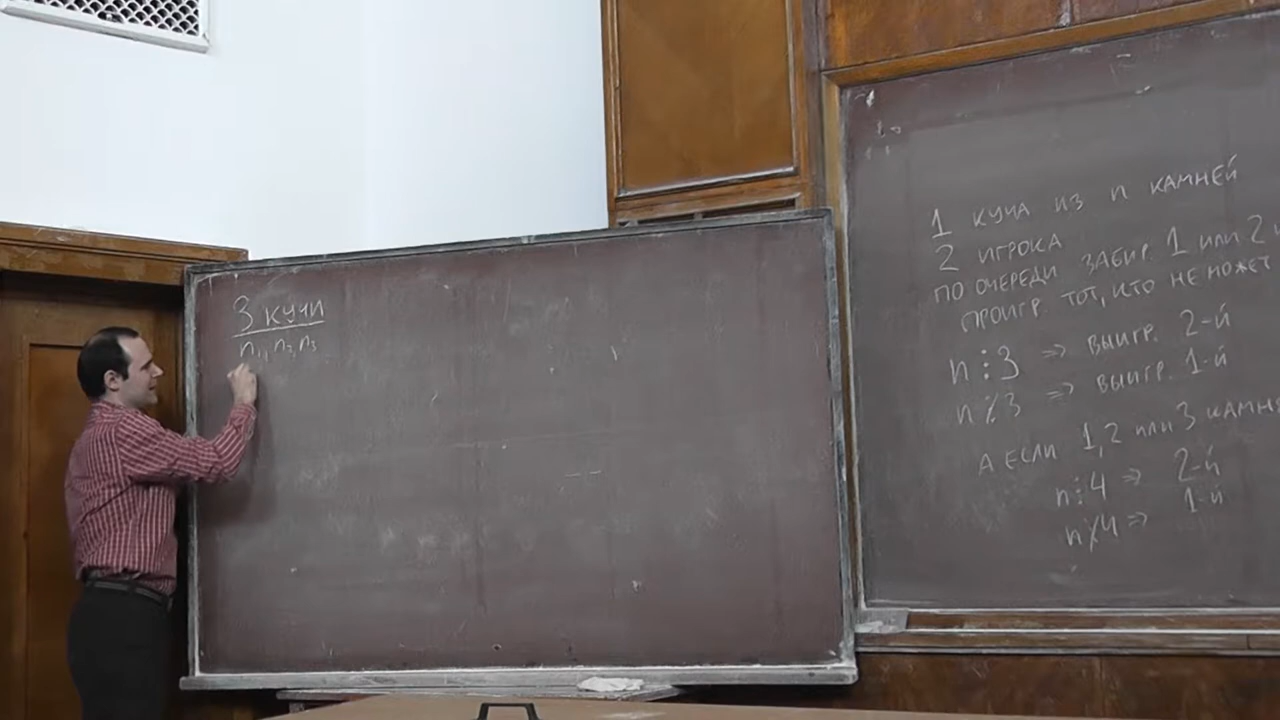 3 кучи
n₁, n₂, n₃
1 куча из n камней
2 игрока
по очереди забир. 1 или 2
проигр. тот, кто не может
n⋮3 => выигр. 2-й
n⋮̸3 => выигр. 1-й
а если 1, 2 или 3 камня
n⋮4 => 2-й
n⋮̸4 => 1-й